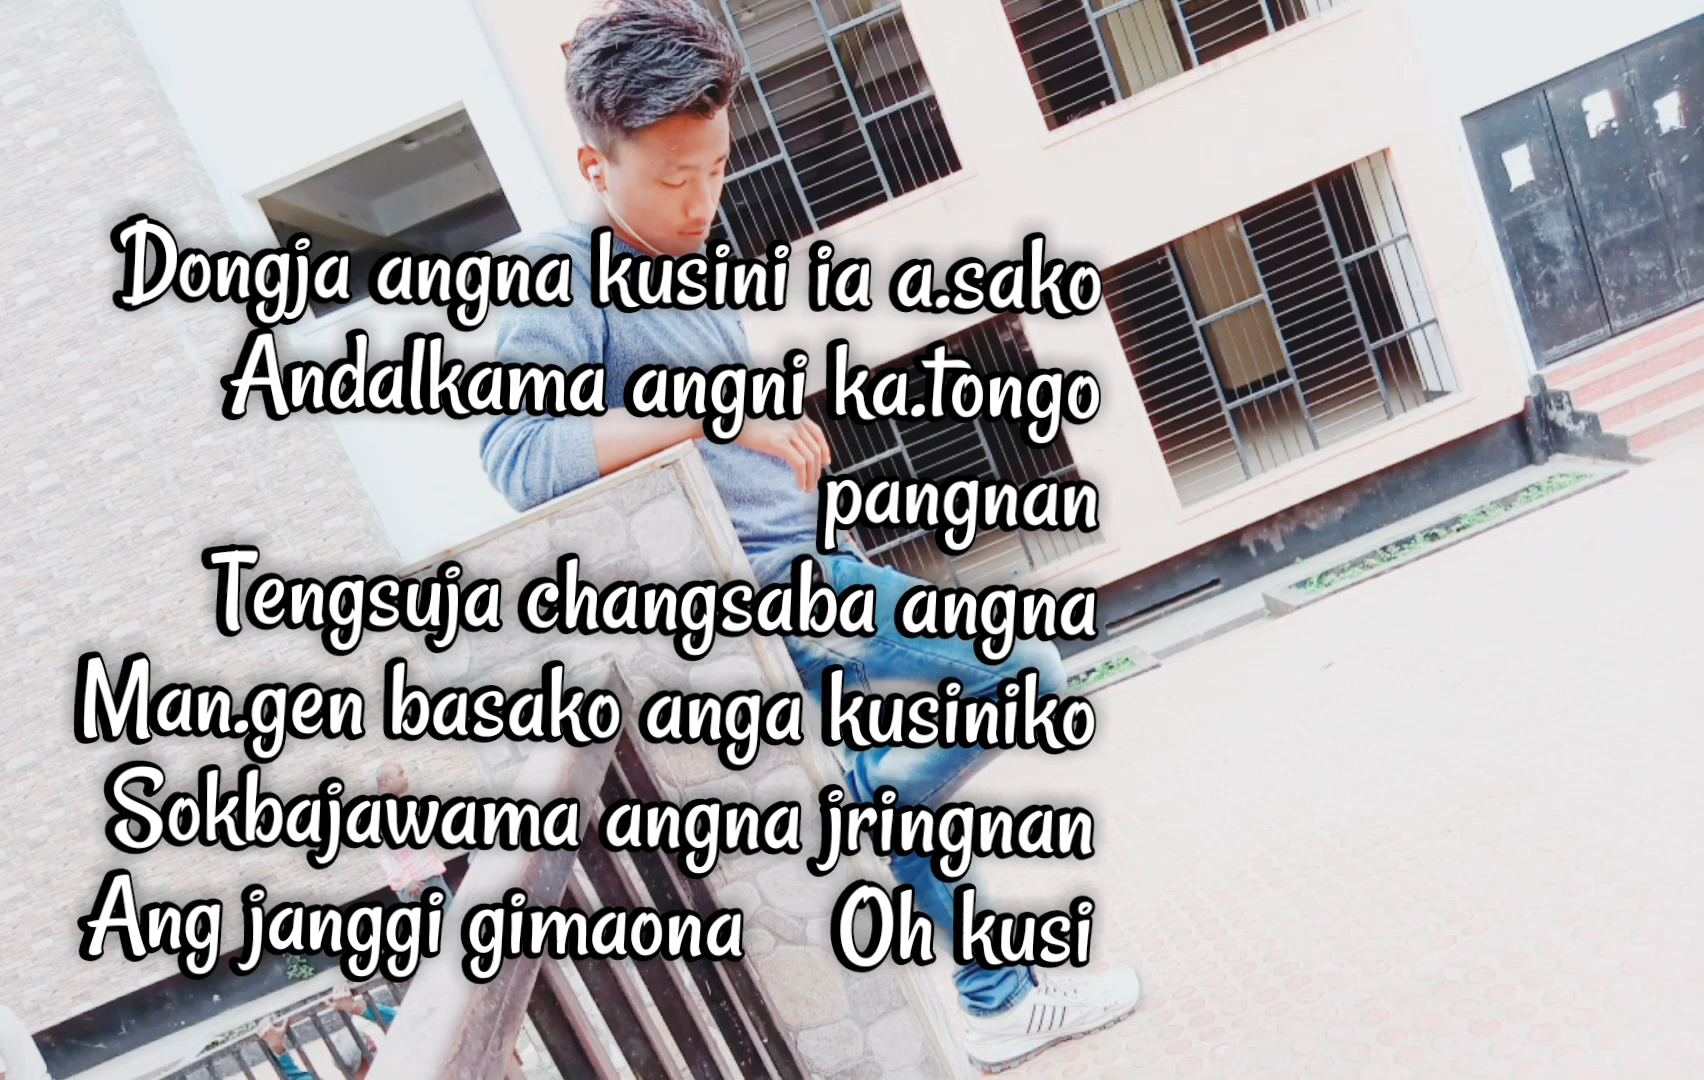 Dongja angna kusini ia a.sako
Andalkama angni ka.tongo
pangnan
Tengsuja changsaba angna
Man.gen basako anga kusiniko
Sokbajawama angna jringnan
Ang janggi gimaona Oh kusi